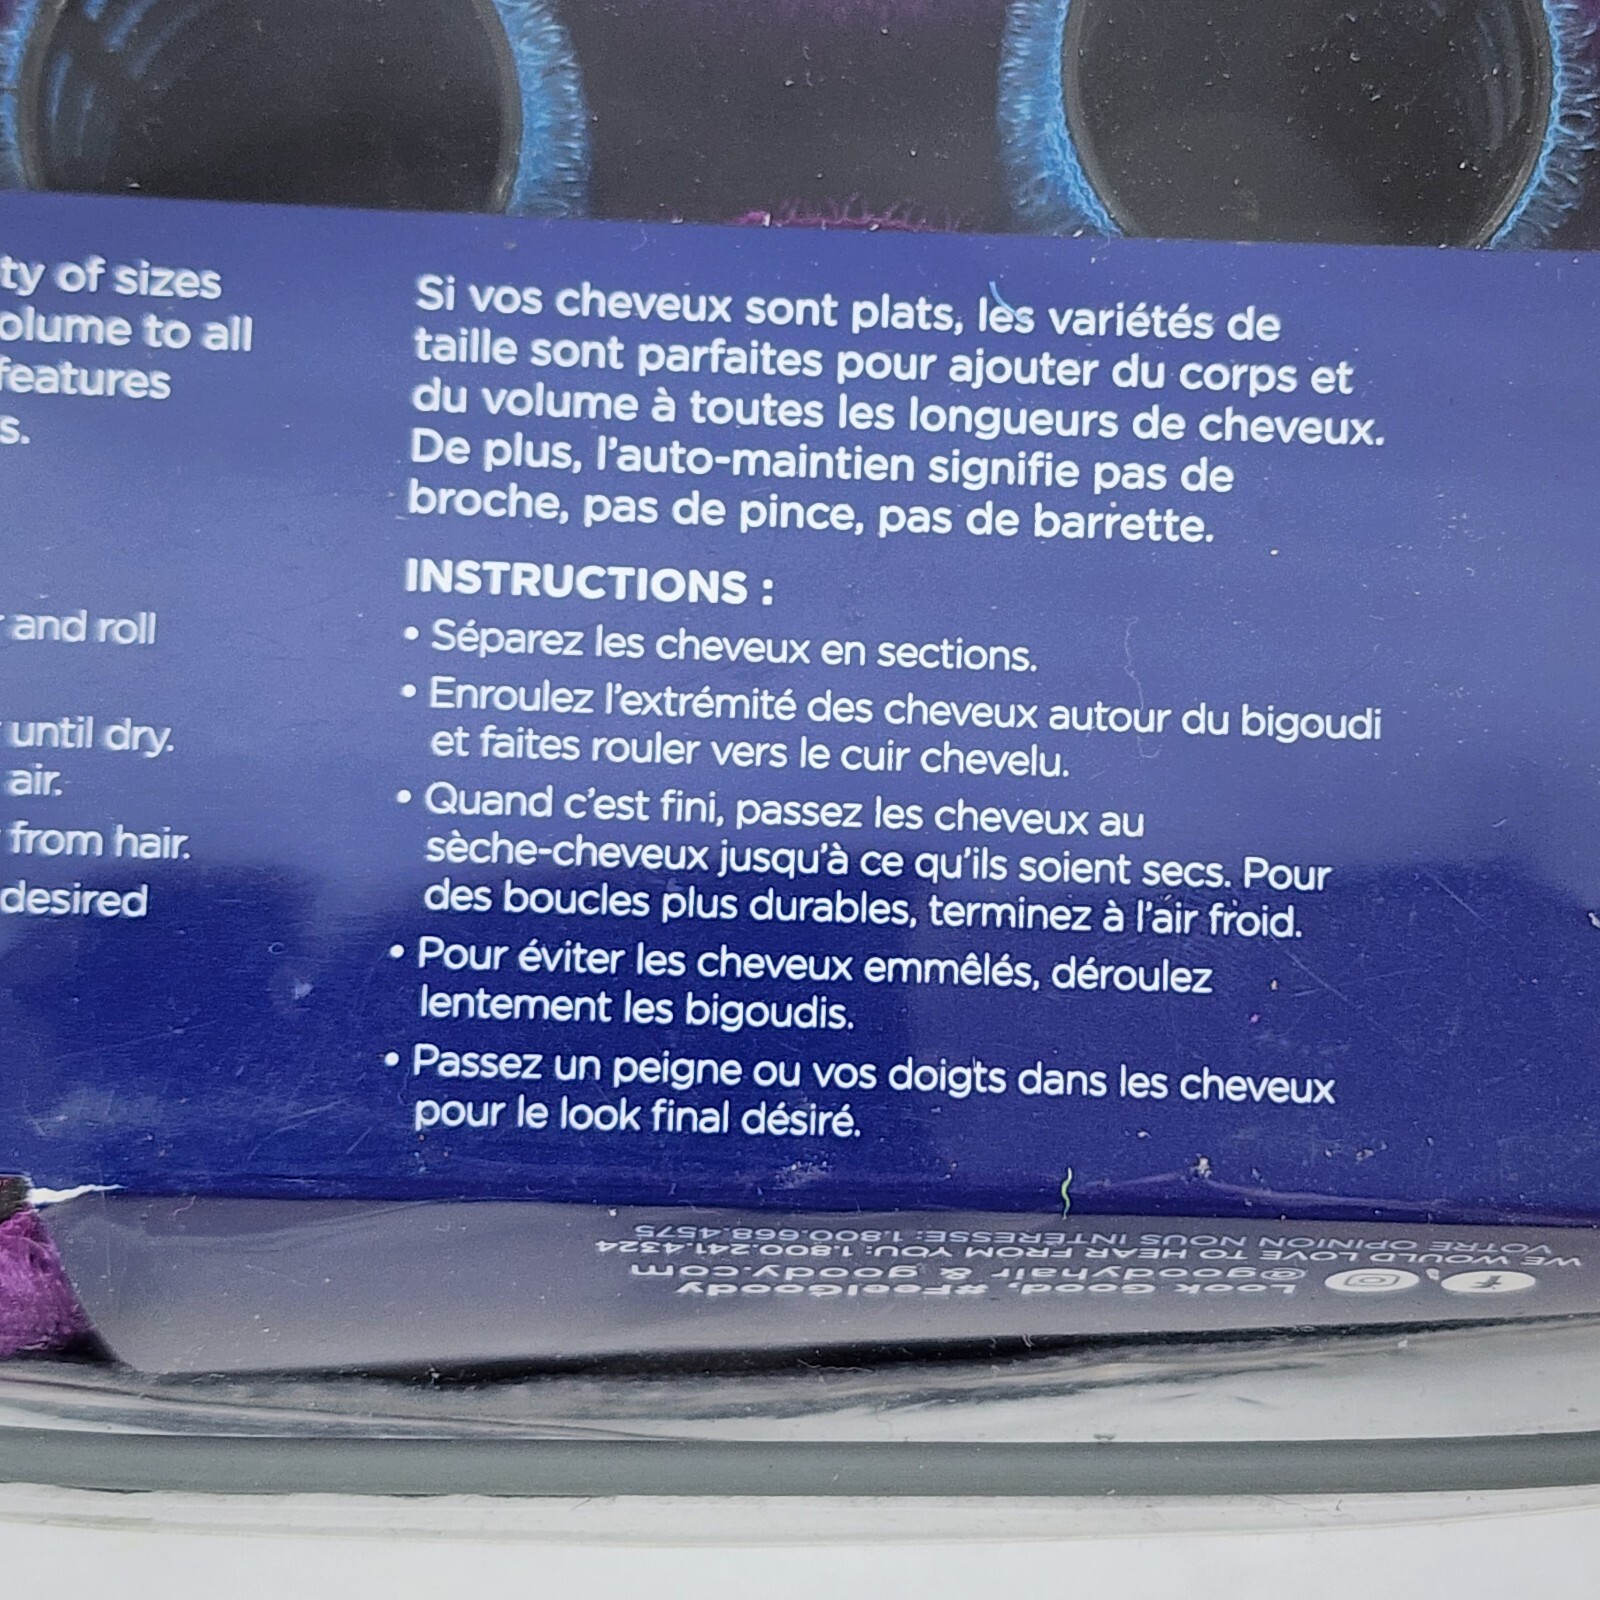 ty of sizes
olume to all
features
s.
and roll
until dry.
air.
from hair.
desired
Si vos cheveux sont plats, les variétés de
taille sont parfaites pour ajouter du corps et
du volume à toutes les longueurs de cheveux.
De plus, l'auto-maintien signifie pas de
broche, pas de pince, pas de barrette.
INSTRUCTIONS :
• Séparez les cheveux en sections.
• Enroulez l'extrémité des cheveux autour du bigoudi
et faites rouler vers le cuir chevelu.
• Quand c'est fini, passez les cheveux au
sèche-cheveux jusqu'à ce qu'ils soient secs. Pour
des boucles plus durables, terminez à l'air froid.
• Pour éviter les cheveux emmêlés, déroulez
lentement les bigoudis.
• Passez un peigne ou vos doigts dans les cheveux
pour le look final désiré.
Look Good, #FeelGoody
@goodyhair & goody.com
WE WOULD LOVE TO HEAR FROM YOU: 1.800.241.4324
VOTRE OPINION NOUS INTÉRESSE: 1.800.668.4575